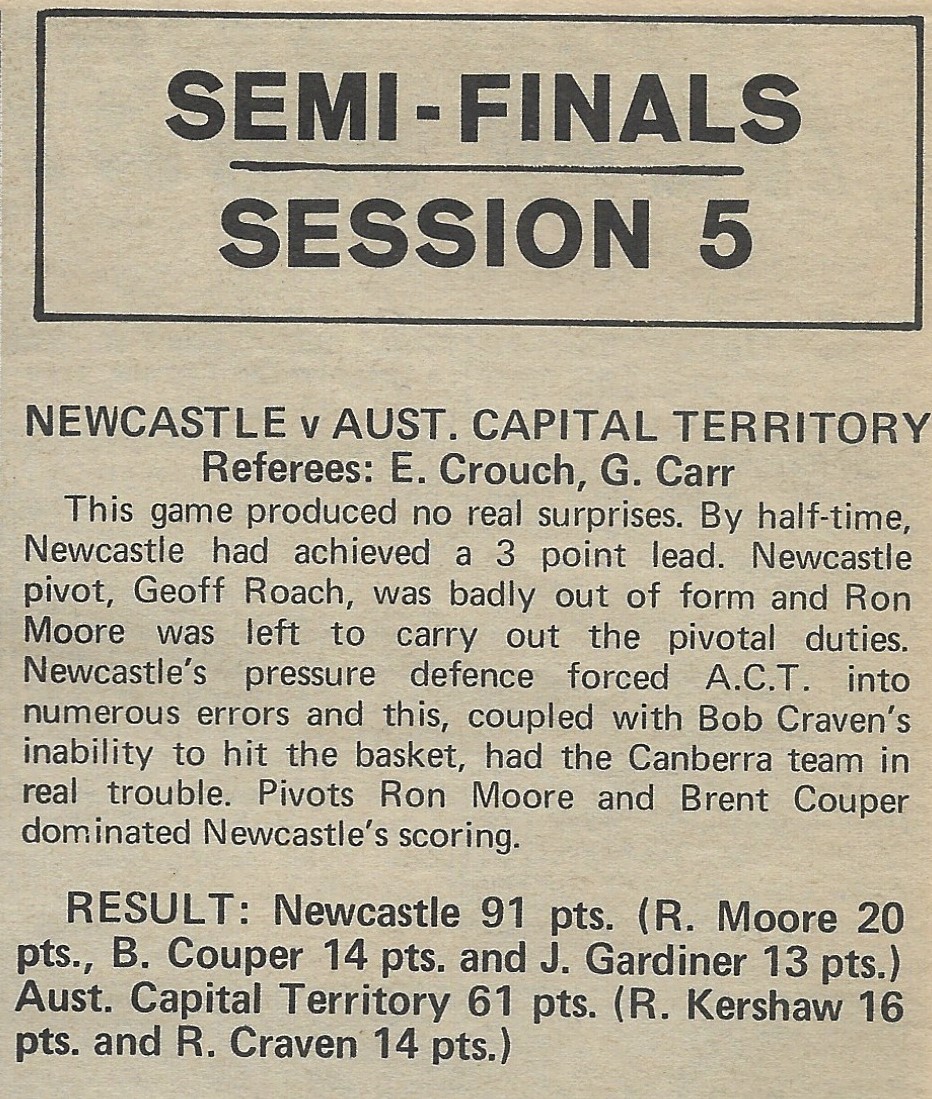 SEMI-FINALS
SESSION 5
NEWCASTLE v AUST. CAPITAL TERRITORY
Referees: E. Crouch, G. Carr
This game produced no real surprises. By half-time,
Newcastle had achieved a 3 point lead. Newcastle
pivot, Geoff Roach, was badly out of form and Ron
Moore was left to carry out the pivotal duties.
Newcastle's pressure defence forced A.C.T. into
numerous errors and this, coupled with Bob Craven's
inability to hit the basket, had the Canberra team in
real trouble. Pivots Ron Moore and Brent Couper
dominated Newcastle's scoring.
RESULT: Newcastle 91 pts. (R. Moore 20
pts., B. Couper 14 pts. and J. Gardiner 13 pts.)
Aust. Capital Territory 61 pts. (R. Kershaw 16
pts. and R. Craven 14 pts.)